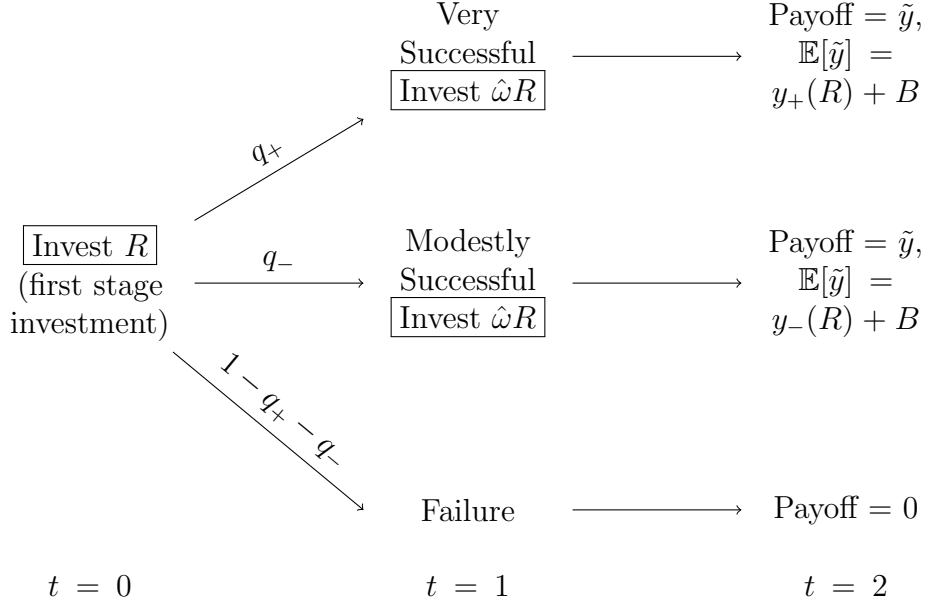 Very
Successful
Invest ω̂R
Payoff = ỹ,
𝔼[ỹ] =
y₊(R) + B
q₊
Invest R
(first stage
investment)
q₋
Modestly
Successful
Invest ω̂R
Payoff = ỹ,
𝔼[ỹ] =
y₋(R) + B
1 − q₊ − q₋
Failure
Payoff = 0
t = 0
t = 1
t = 2